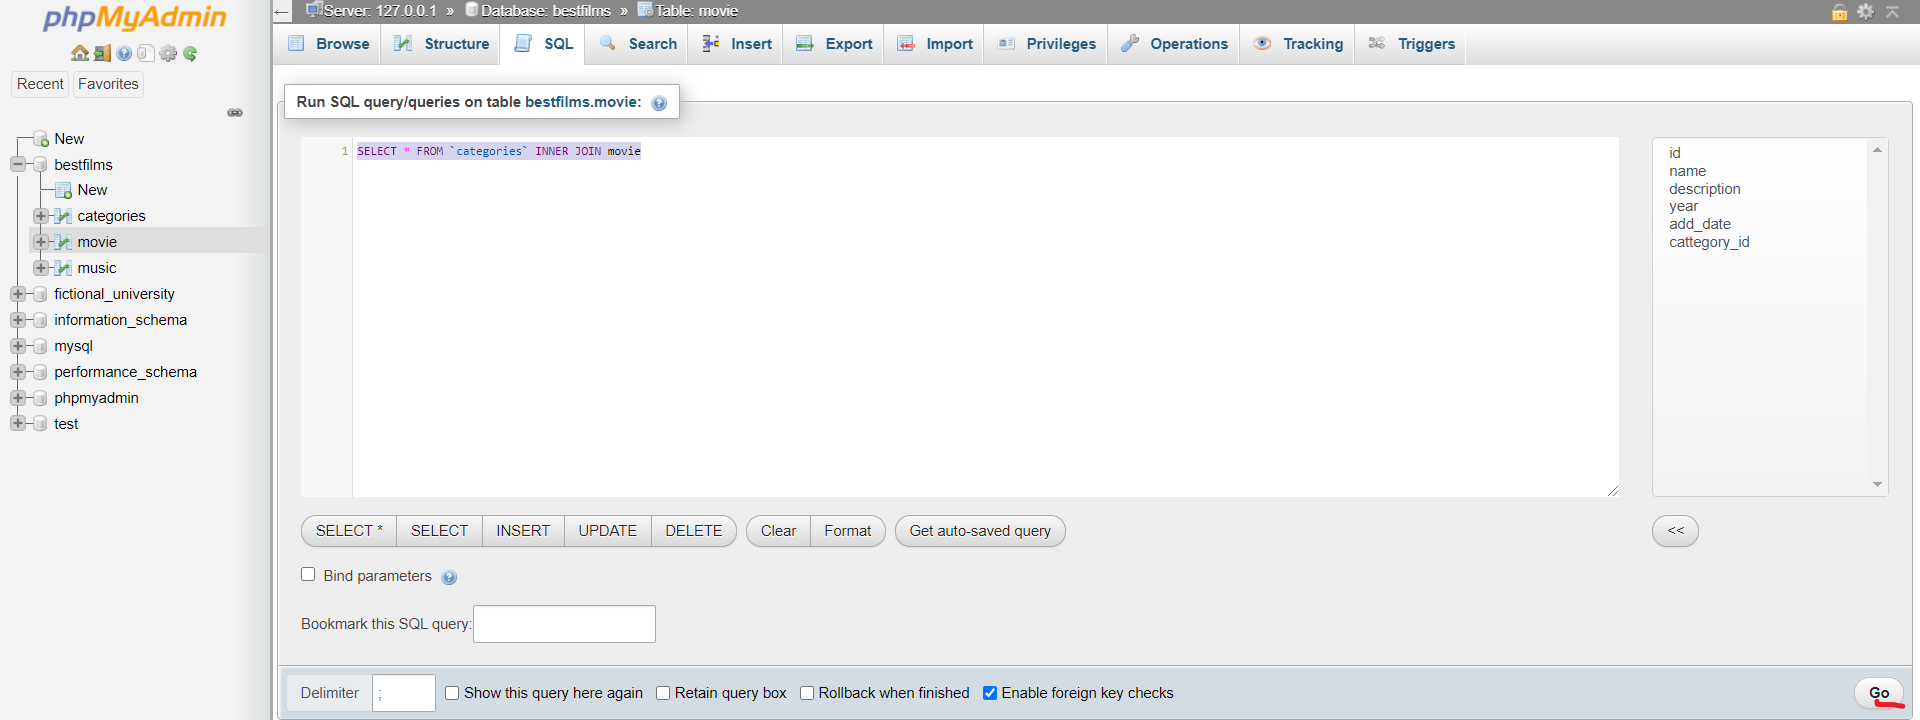 phpMyAdmin
Recent Favorites
New
bestfilms
New
categories
movie
music
fictional_university
information_schema
mysql
performance_schema
phpmyadmin
test
Server: 127.0.0.1 » Database: bestfilms » Table: movie
Browse Structure SQL Search Insert Export Import Privileges Operations Tracking Triggers
Run SQL query/queries on table bestfilms.movie:
1 SELECT * FROM `categories` INNER JOIN movie
id
name
description
year
add_date
cattegory_id
SELECT * SELECT INSERT UPDATE DELETE Clear Format Get auto-saved query <<
Bind parameters
Bookmark this SQL query:
Delimiter ; Show this query here again Retain query box Rollback when finished Enable foreign key checks Go